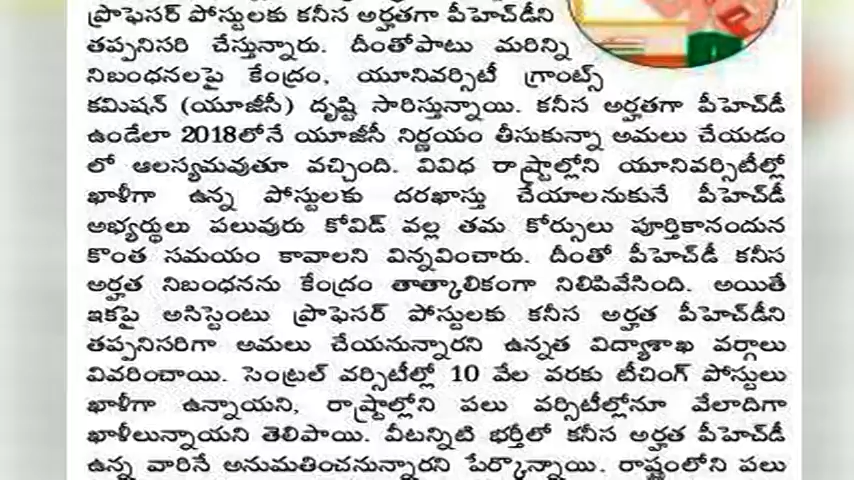 ప్రొఫెసర్ పోస్టులకు కనీస అర్హతగా పీహెచ్‌డీని
తప్పనిసరి చేస్తున్నారు. దీంతోపాటు మరిన్ని
నిబంధనలపై కేంద్రం, యూనివర్సిటీ గ్రాంట్స్
కమిషన్ (యూజీసీ) దృష్టి సారిస్తున్నాయి. కనీస అర్హతగా పీహెచ్‌డీ
ఉండేలా 2018లోనే యూజీసీ నిర్ణయం తీసుకున్నా అమలు చేయడం
లో ఆలస్యమవుతూ వచ్చింది. వివిధ రాష్ట్రాల్లోని యూనివర్సిటీల్లో
ఖాళీగా ఉన్న పోస్టులకు దరఖాస్తు చేయాలనుకునే పీహెచ్‌డీ
అభ్యర్థులు పలువురు కోవిడ్ వల్ల తమ కోర్సులు పూర్తికానందున
కొంత సమయం కావాలని విన్నవించారు. దీంతో పీహెచ్‌డీ కనీస
అర్హత నిబంధనను కేంద్రం తాత్కాలికంగా నిలిపివేసింది. అయితే
ఇకపై అసిస్టెంటు ప్రొఫెసర్ పోస్టులకు కనీస అర్హత పీహెచ్‌డీని
తప్పనిసరిగా అమలు చేయనున్నారని ఉన్నత విద్యాశాఖ వర్గాలు
వివరించాయి. సెంట్రల్ వర్సిటీల్లో 10 వేల వరకు టీచింగ్ పోస్టులు
ఖాళీగా ఉన్నాయని, రాష్ట్రాల్లోని పలు వర్సిటీల్లోనూ వేలాదిగా
ఖాళీలున్నాయని తెలిపాయి. వీటన్నిటి భర్తీలో కనీస అర్హత పీహెచ్‌డీ
ఉన్న వారినే అనుమతించనున్నారని పేర్కొన్నాయి. రాష్ట్రంలోని పలు